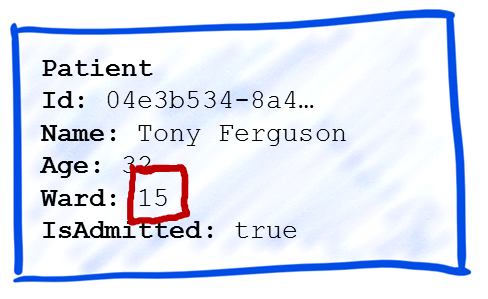 Patient
Id: 04e3b534-8a4…
Name: Tony Ferguson
Age: 32
Ward: 15
IsAdmitted: true